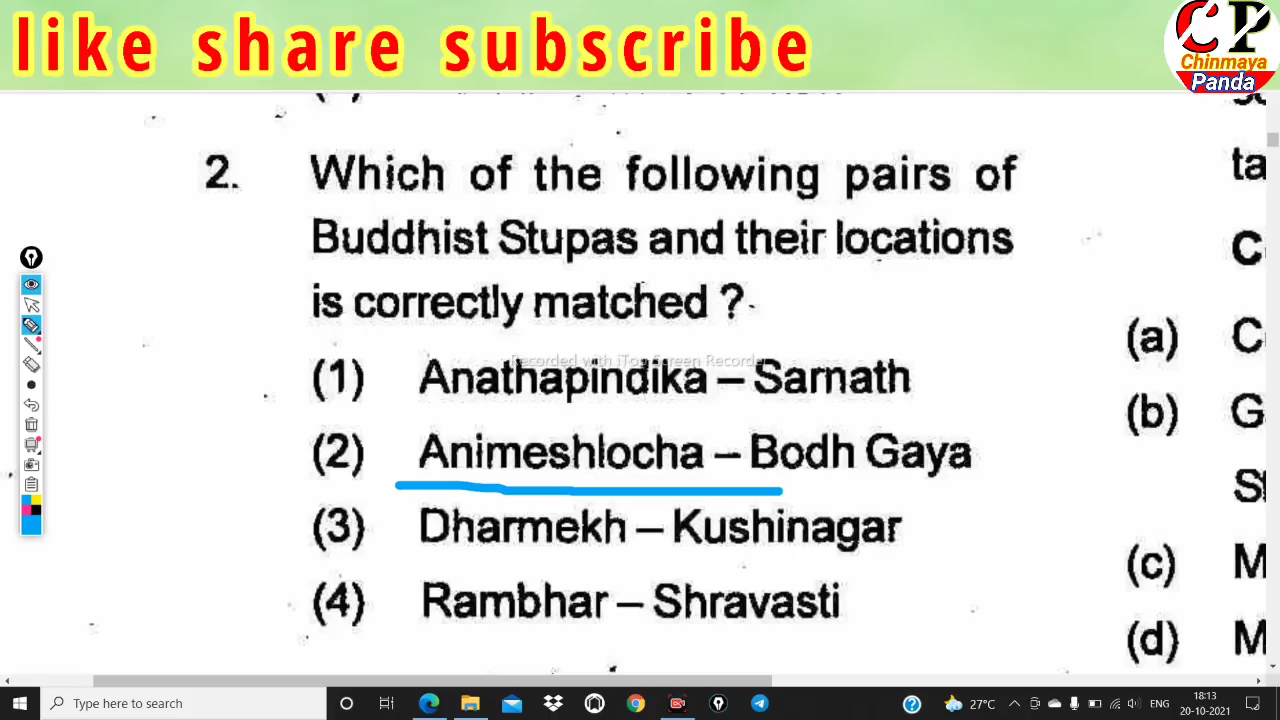 like share subscribe
CP
Chinmaya
Panda
2. Which of the following pairs of
Buddhist Stupas and their locations
is correctly matched ?
Recorded with iTop Screen Recorder
(1) Anathapindika – Sarnath
(2) Animeshlocha – Bodh Gaya
(3) Dharmekh – Kushinagar
(4) Rambhar – Shravasti
ta
(a)
(b)
(c)
(d)
Type here to search
27°C
ENG
18:13
20-10-2021